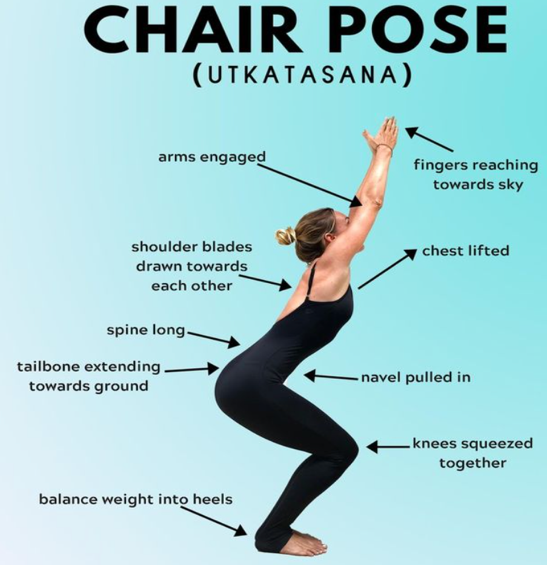 CHAIR POSE
(UTKATASANA)
arms engaged
fingers reaching
towards sky
shoulder blades
drawn towards
each other
chest lifted
spine long
tailbone extending
towards ground
navel pulled in
knees squeezed
together
balance weight into heels